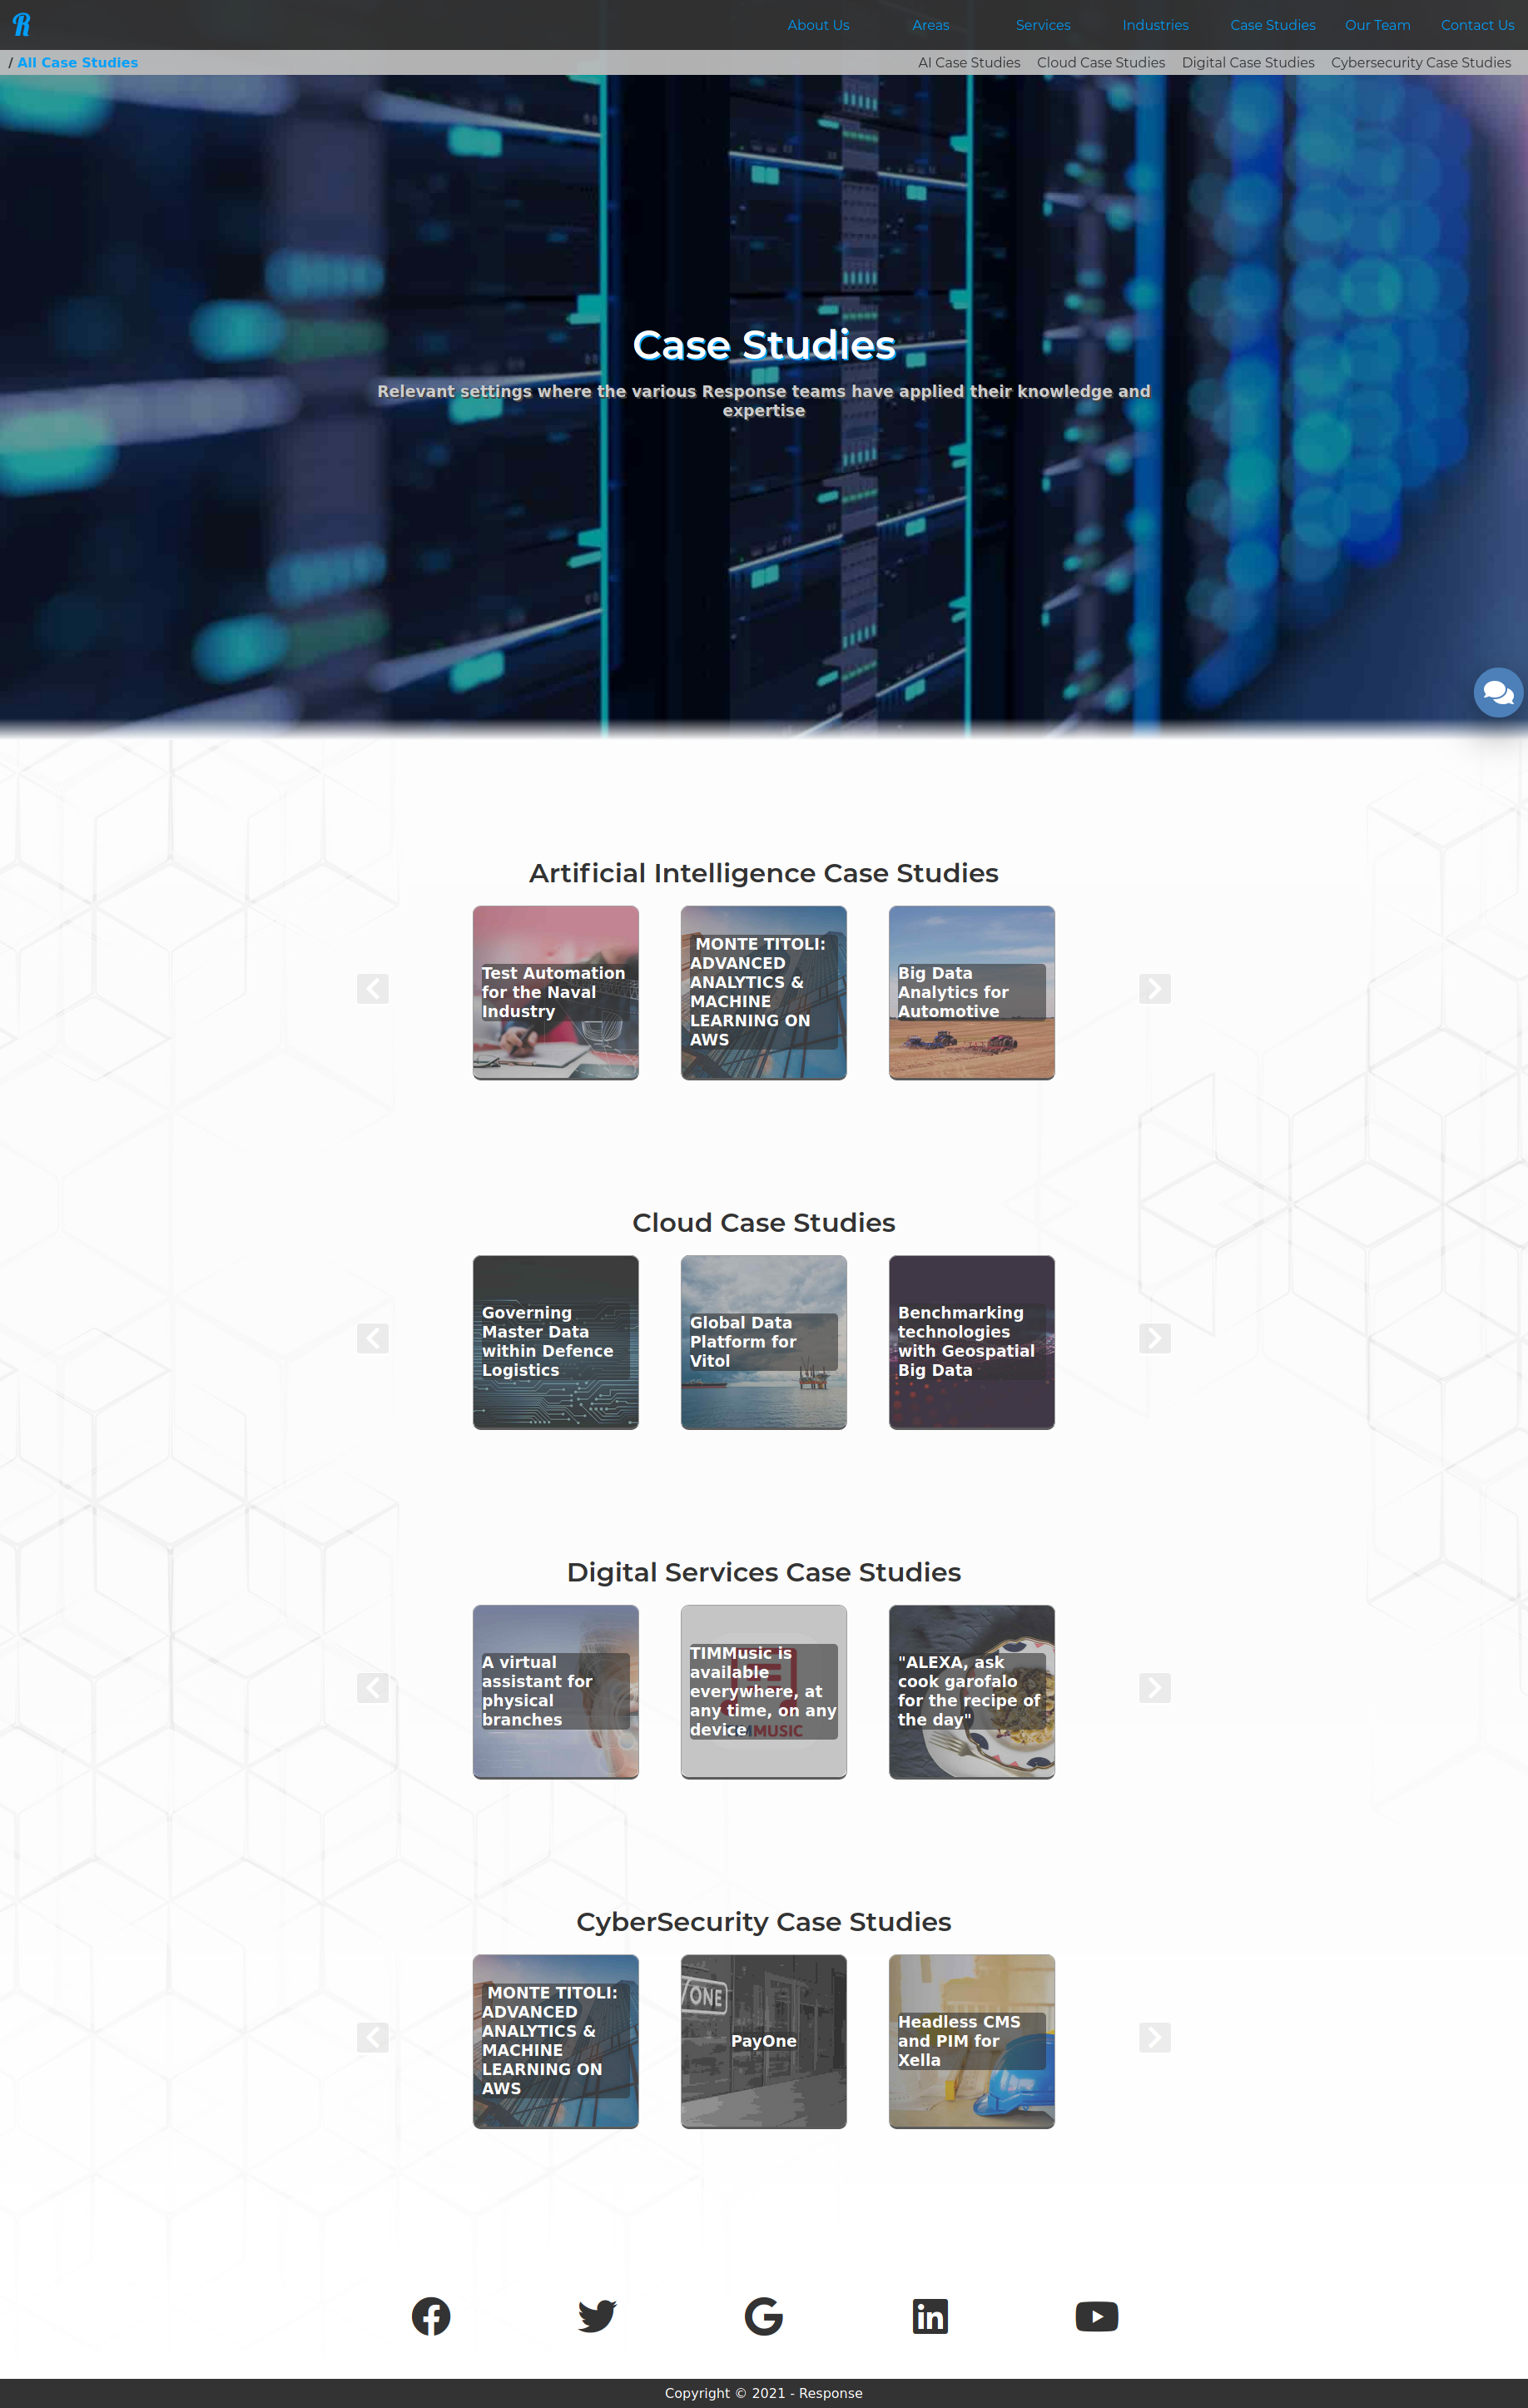 R
About Us
Areas
Services
Industries
Case Studies
Our Team
Contact Us
/ All Case Studies
AI Case Studies
Cloud Case Studies
Digital Case Studies
Cybersecurity Case Studies
Case Studies
Relevant settings where the various Response teams have applied their knowledge and
expertise
Artificial Intelligence Case Studies
Test Automation
for the Naval
Industry
MONTE TITOLI:
ADVANCED
ANALYTICS &
MACHINE
LEARNING ON
AWS
Big Data
Analytics for
Automotive
Cloud Case Studies
Governing
Master Data
within Defence
Logistics
Global Data
Platform for
Vitol
Benchmarking
technologies
with Geospatial
Big Data
Digital Services Case Studies
A virtual
assistant for
physical
branches
TIMMusic is
available
everywhere, at
any time, on any
device
"ALEXA, ask
cook garofalo
for the recipe of
the day"
CyberSecurity Case Studies
MONTE TITOLI:
ADVANCED
ANALYTICS &
MACHINE
LEARNING ON
AWS
ONE
PayOne
Headless CMS
and PIM for
Xella
Copyright © 2021 - Response